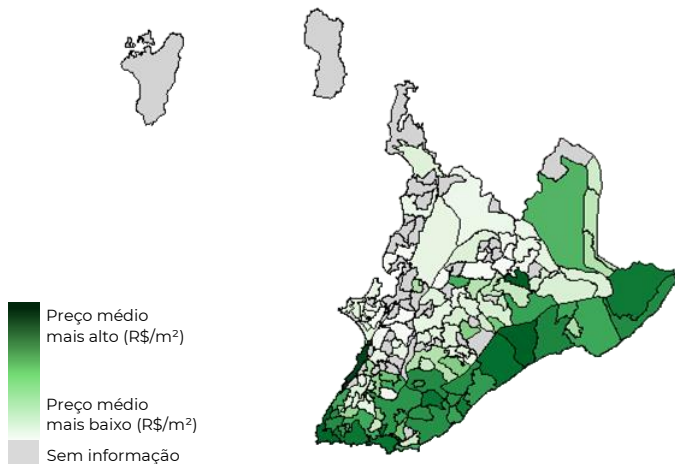 Preço médio
mais alto (R$/m²)
Preço médio
mais baixo (R$/m²)
Sem informação